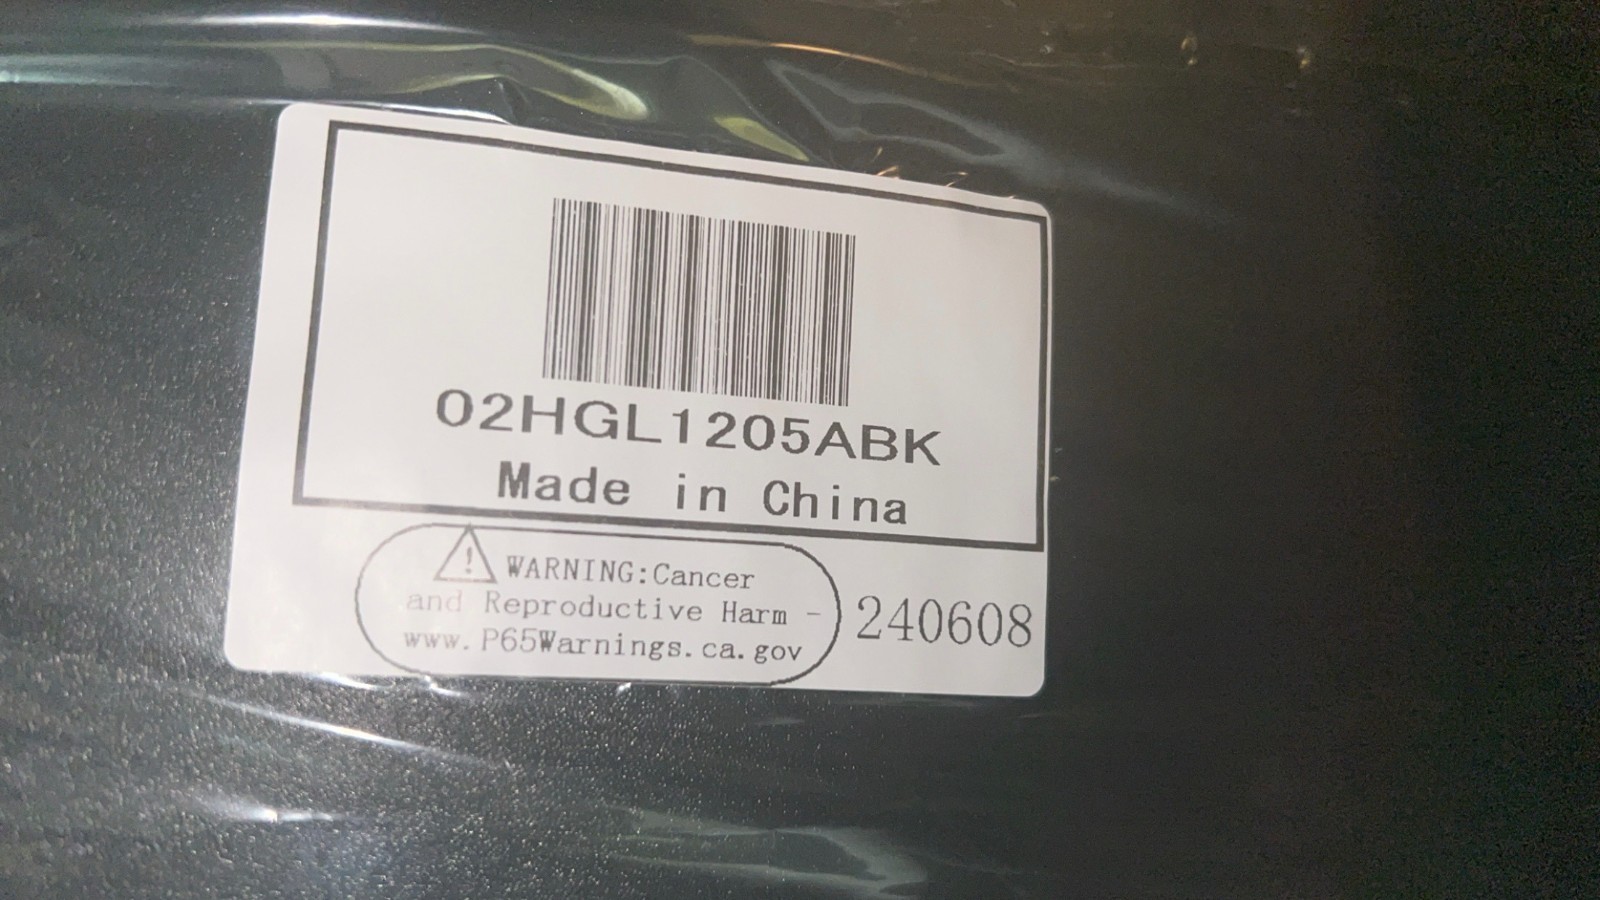 02HGL1205ABK
Made in China
WARNING:Cancer
and Reproductive Harm -
www.P65Warnings.ca.gov
240608